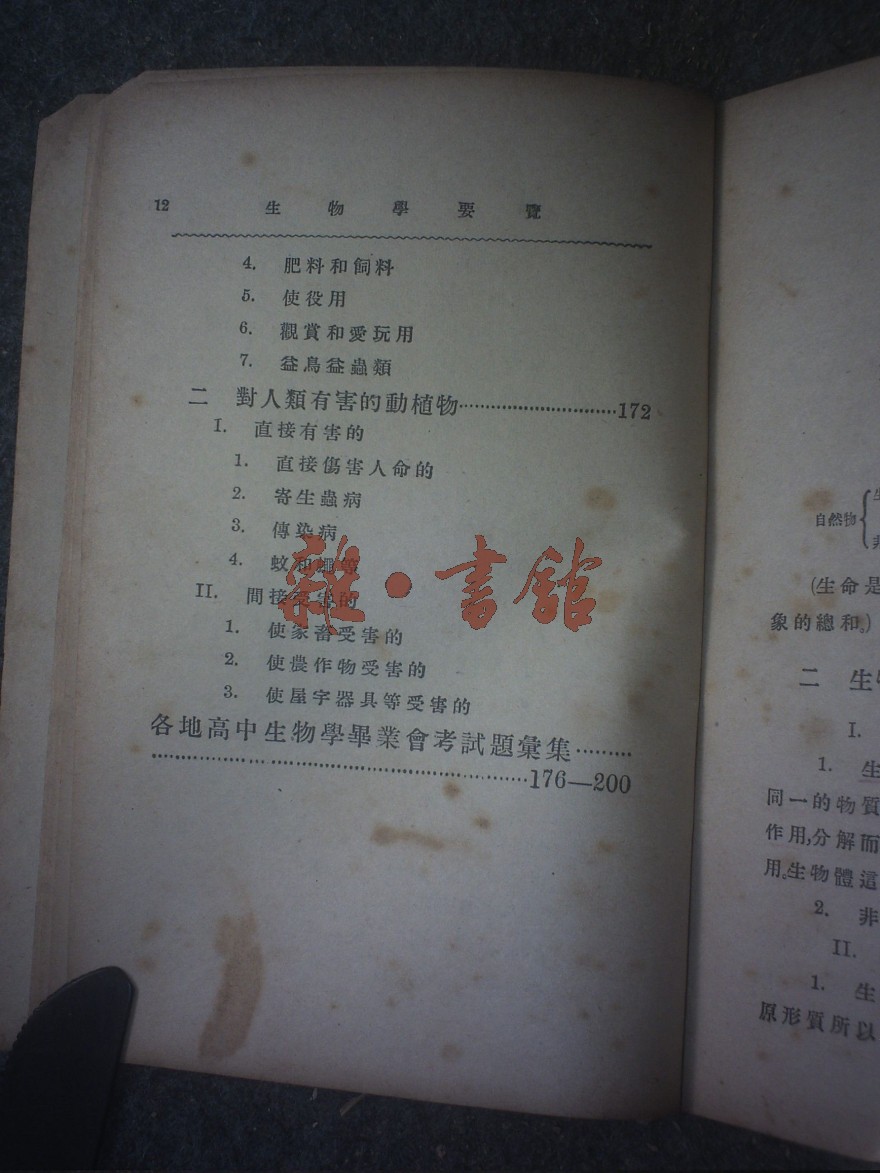 12 生物學要覽
4. 肥料和飼料
5. 使役用
6. 觀賞和愛玩用
7. 益鳥益蟲類
二 對人類有害的動植物……………………172
I. 直接有害的
1. 直接傷害人命的
2. 寄生蟲病
3. 傳染病
4. 蚊和蠅等
II. 間接受害的
1. 使家畜受害的
2. 使農作物受害的
3. 使屋宇器具等受害的
各地高中生物學畢業會考試題彙集………
……………………………………176—200
雜·書館
自然物
(生命是
象的總和。)
二 生
I.
1. 生
同一的物質
作用,分解而
用。生物體這
2. 非
II.
1. 生
原形質所以